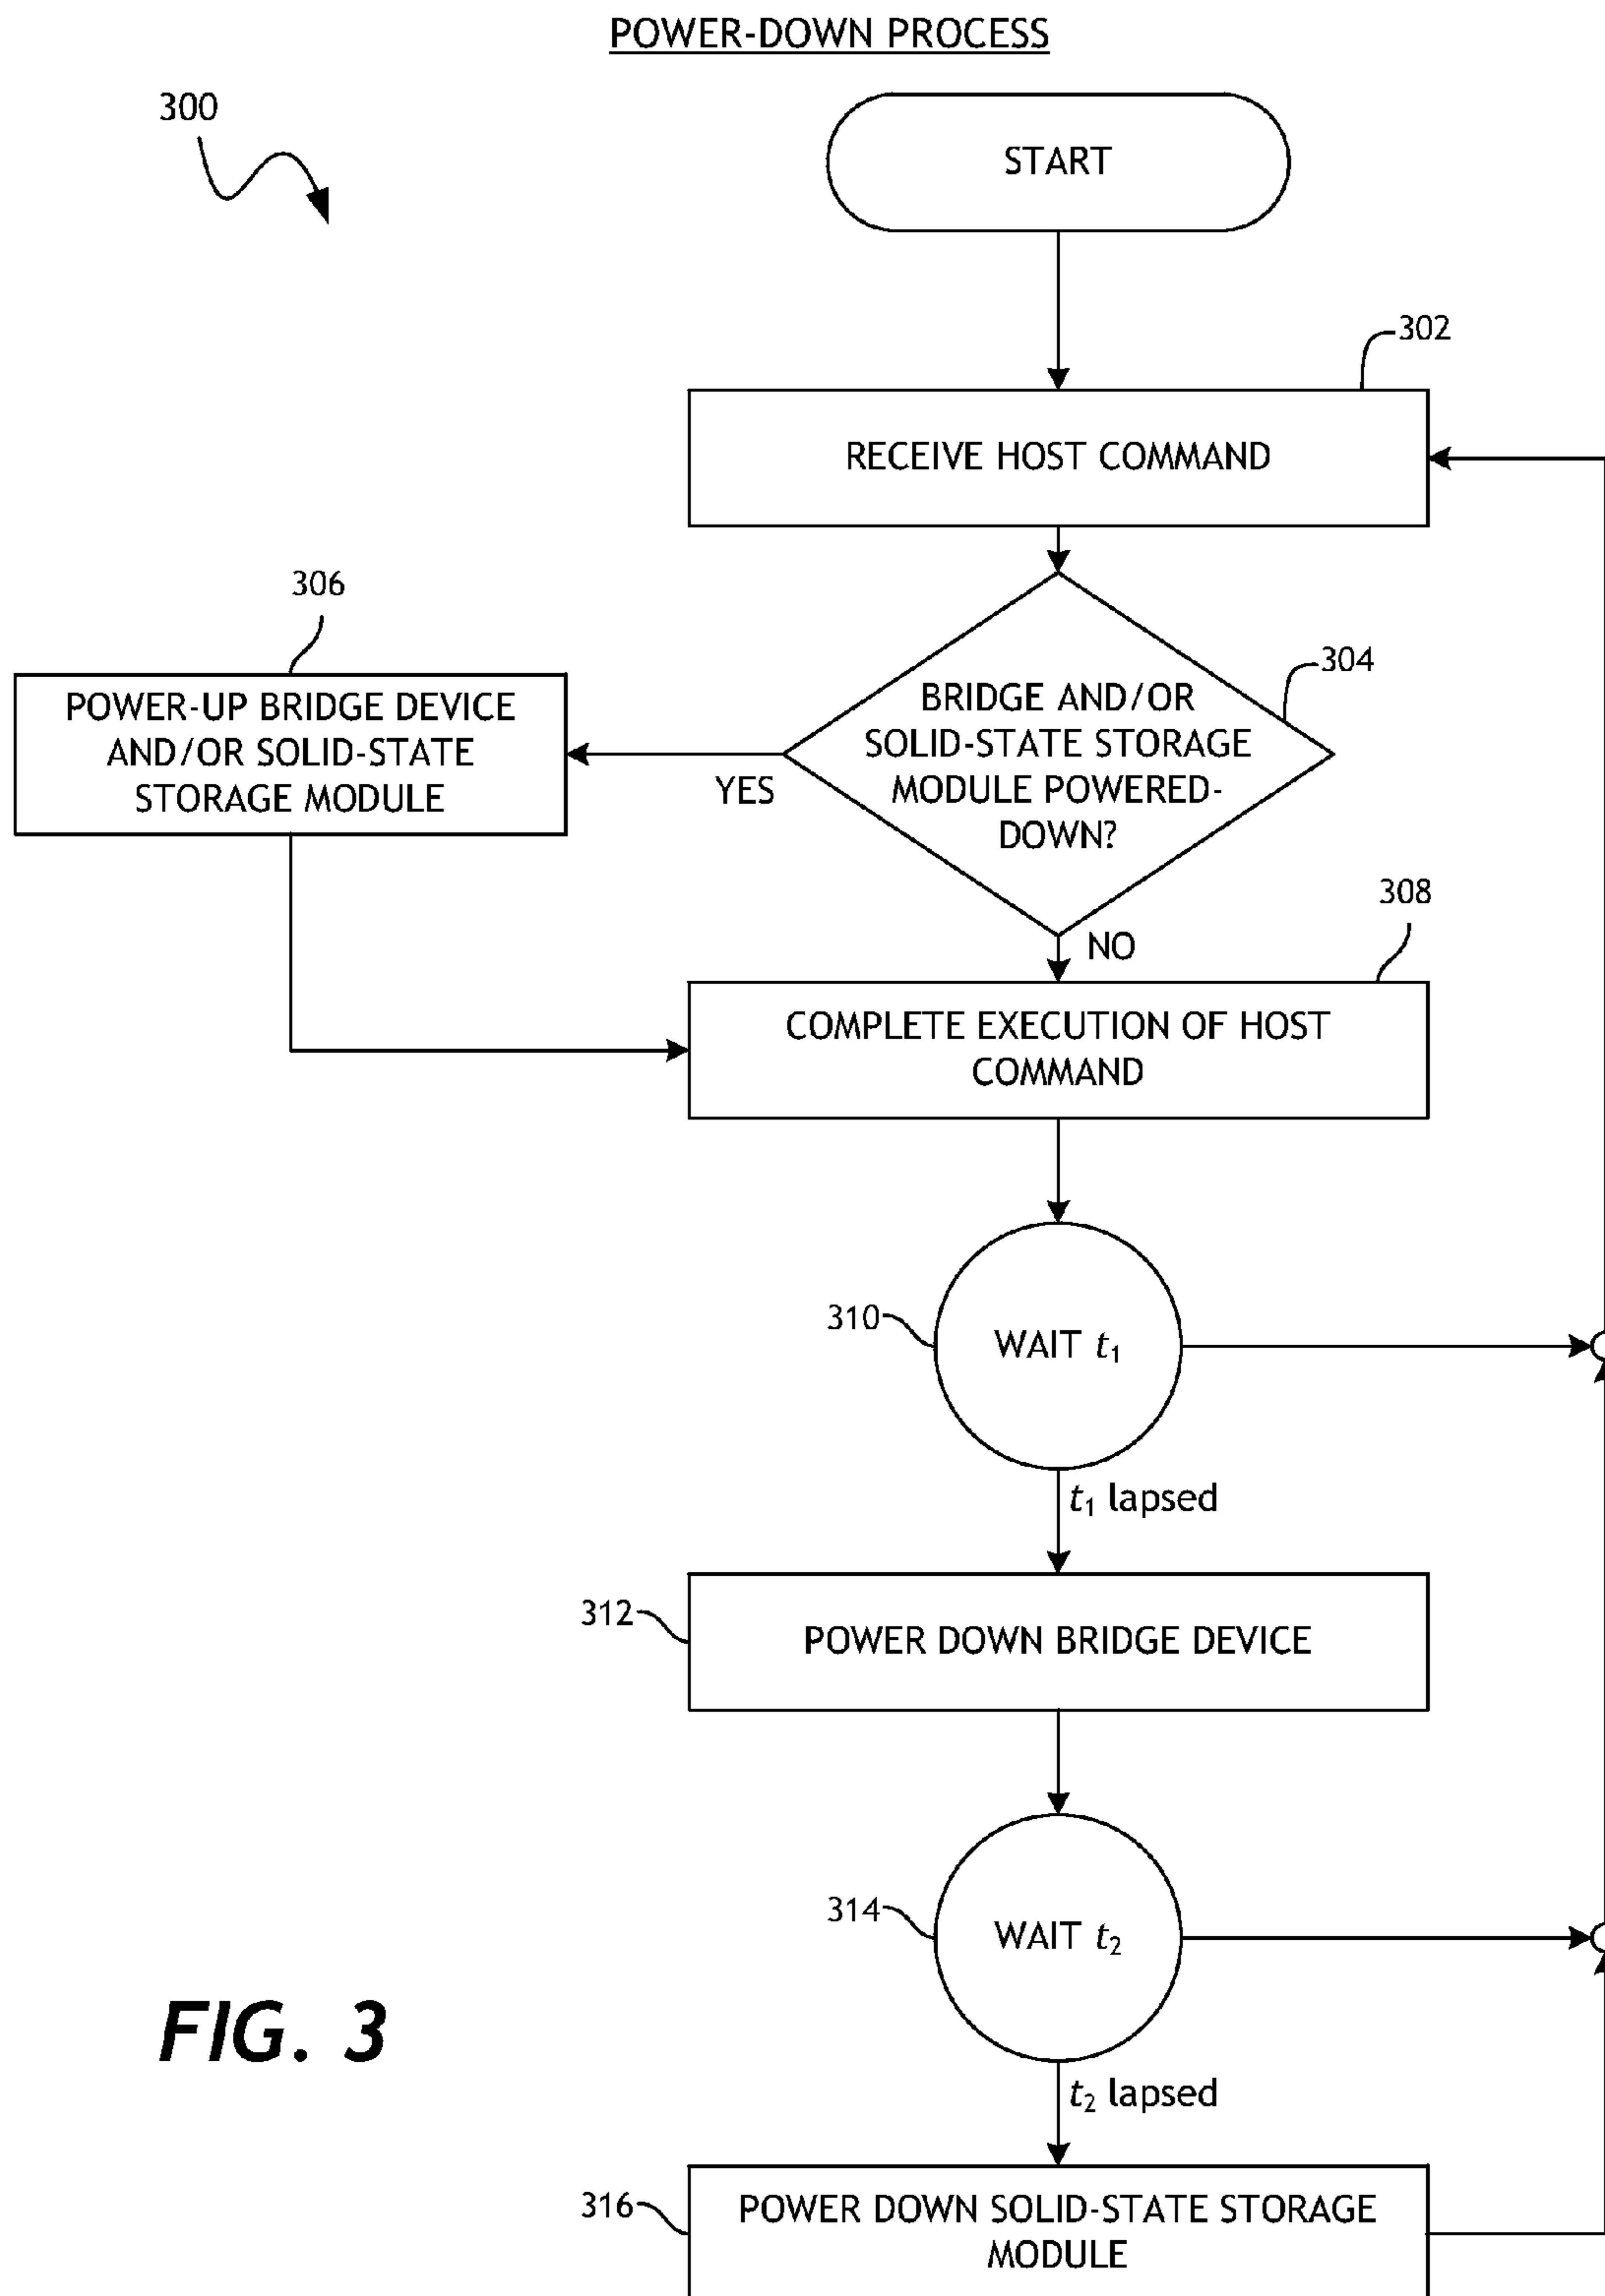 POWER-DOWN PROCESS
300
START
302
RECEIVE HOST COMMAND
306
304
POWER-UP BRIDGE DEVICE
AND/OR SOLID-STATE
STORAGE MODULE
BRIDGE AND/OR
SOLID-STATE STORAGE
MODULE POWERED-
DOWN?
YES
308
NO
COMPLETE EXECUTION OF HOST
COMMAND
310
WAIT t₁
t₁ lapsed
312
POWER DOWN BRIDGE DEVICE
314
WAIT t₂
FIG. 3
t₂ lapsed
316
POWER DOWN SOLID-STATE STORAGE
MODULE